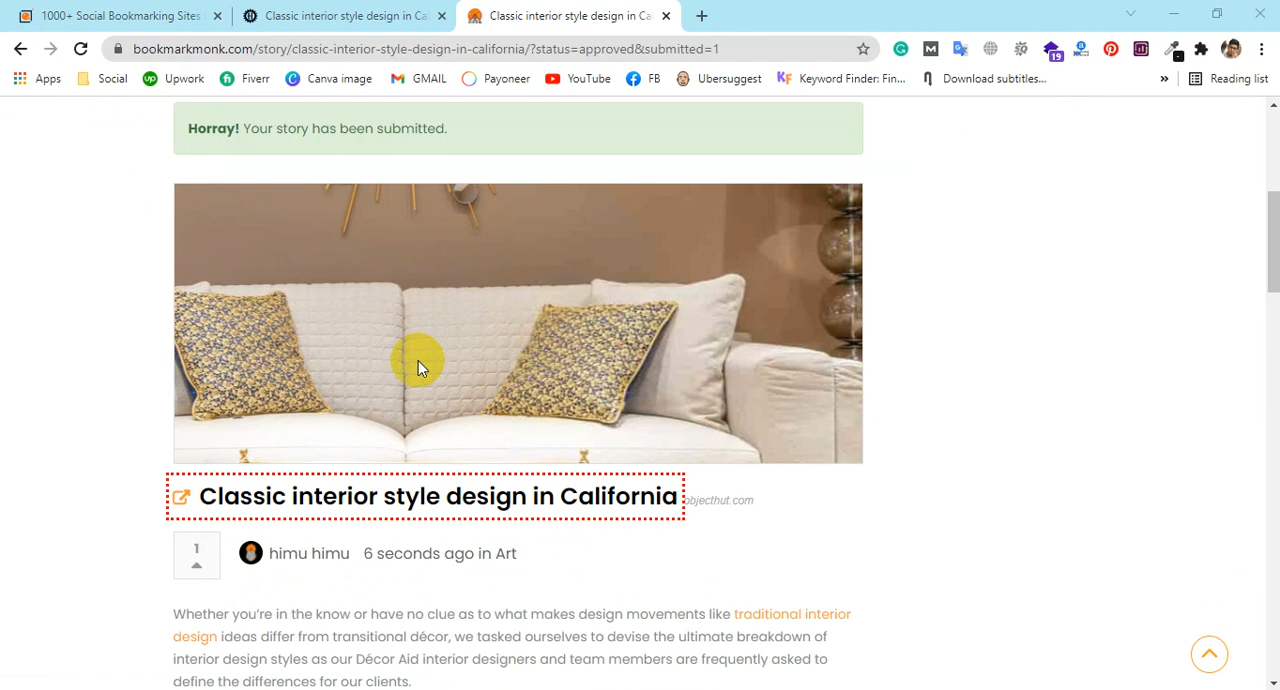 1000+ Social Bookmarking Sites
Classic interior style design in Ca
Classic interior style design in Ca
bookmarkmonk.com/story/classic-interior-style-design-in-california/?status=approved&submitted=1
19
Apps Social Upwork Fiverr Canva image GMAIL Payoneer YouTube FB Ubersuggest Keyword Finder: Fin... Download subtitles... » Reading list
Horray! Your story has been submitted.
Classic interior style design in California objecthut.com
1 himu himu 6 seconds ago in Art
Whether you're in the know or have no clue as to what makes design movements like traditional interior
design ideas differ from transitional décor, we tasked ourselves to devise the ultimate breakdown of
interior design styles as our Décor Aid interior designers and team members are frequently asked to
define the differences for our clients.